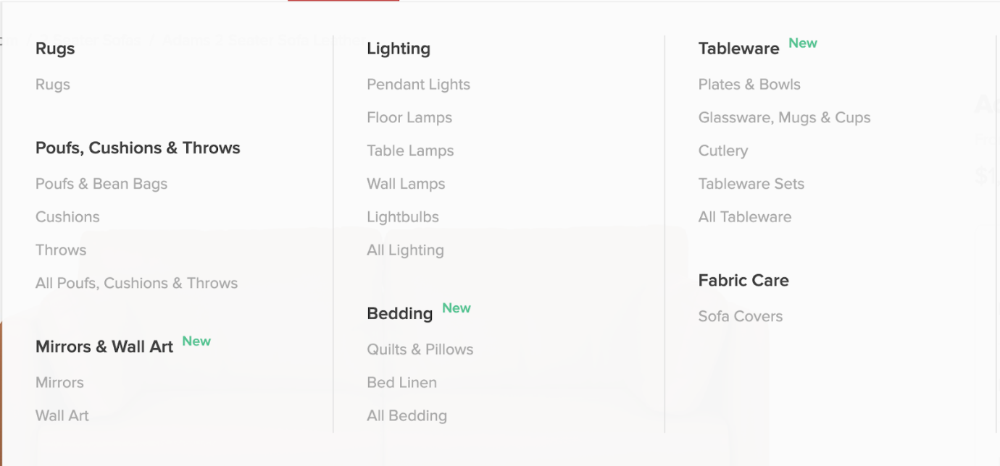 Rugs
Rugs
Poufs, Cushions & Throws
Poufs & Bean Bags
Cushions
Throws
All Poufs, Cushions & Throws
Mirrors & Wall Art New
Mirrors
Wall Art
Lighting
Pendant Lights
Floor Lamps
Table Lamps
Wall Lamps
Lightbulbs
All Lighting
Bedding New
Quilts & Pillows
Bed Linen
All Bedding
Tableware New
Plates & Bowls
Glassware, Mugs & Cups
Cutlery
Tableware Sets
All Tableware
Fabric Care
Sofa Covers